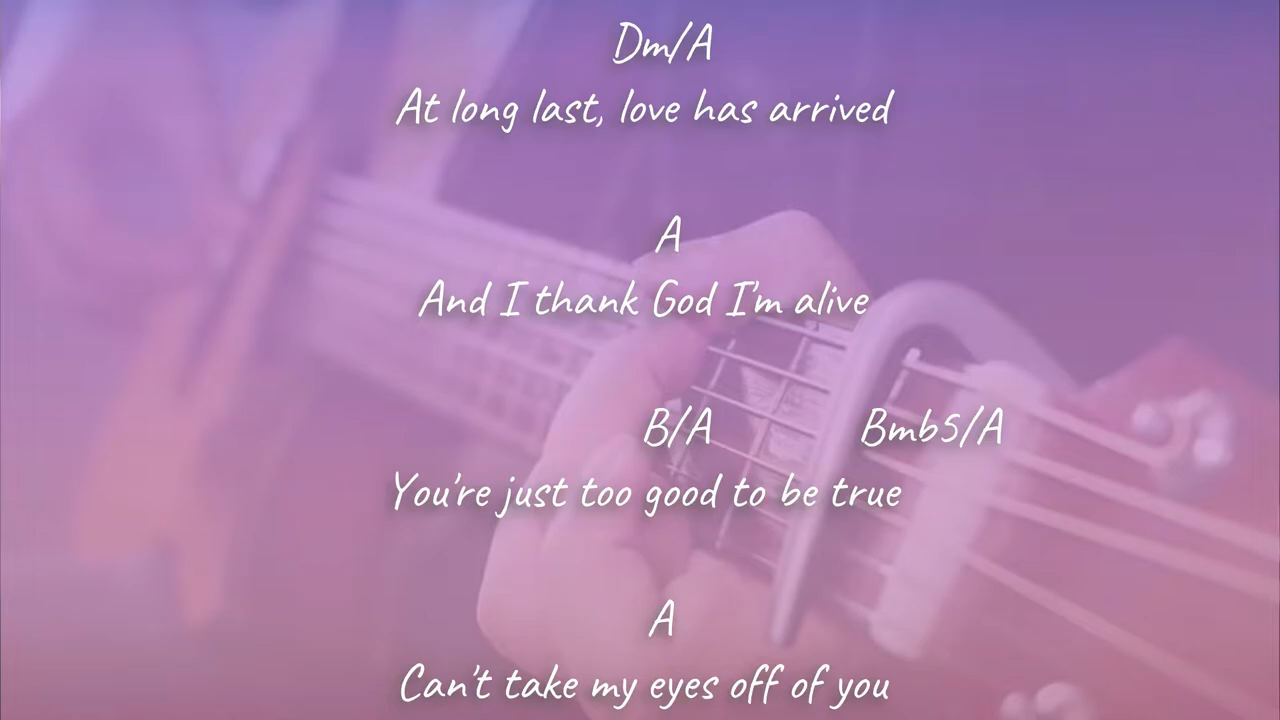 Dm/A
At long last, love has arrived
A
And I thank God I'm alive
B/A Bmb5/A
You're just too good to be true
A
Can't take my eyes off of you